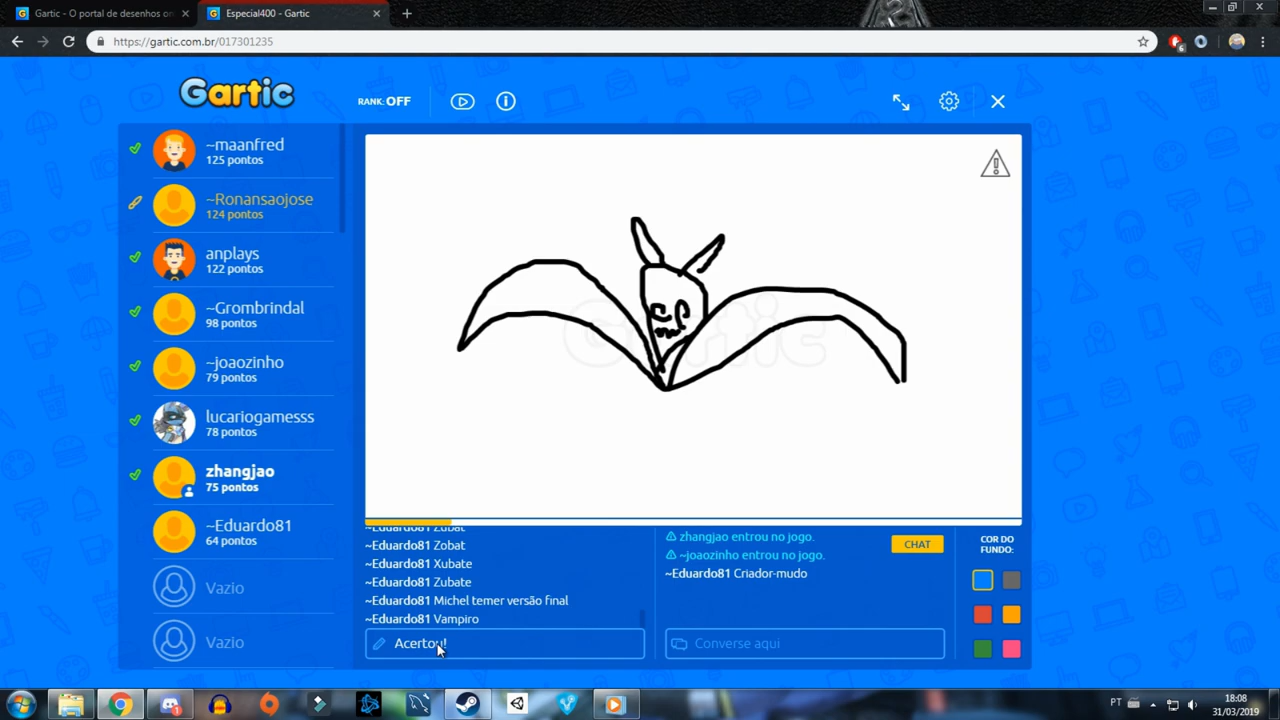 Gartic - O portal de desenhos on
Especial400 - Gartic
https://gartic.com.br/017301235
6
Gartic
RANK: OFF
~maanfred
125 pontos
~Ronansaojose
124 pontos
anplays
122 pontos
~Grombrindal
98 pontos
~joaozinho
79 pontos
lucariogamesss
78 pontos
zhangjao
75 pontos
~Eduardo81
64 pontos
Vazio
Vazio
Gartic
~Eduardo81 Zubat
~Eduardo81 Zobat
~Eduardo81 Xubate
~Eduardo81 Zubate
~Eduardo81 Michel temer versão final
~Eduardo81 Vampiro
Acertou!
zhangjao entrou no jogo.
~joaozinho entrou no jogo.
~Eduardo81 Criador-mudo
CHAT
Converse aqui
COR DO
FUNDO:
PT
18:08
31/03/2019